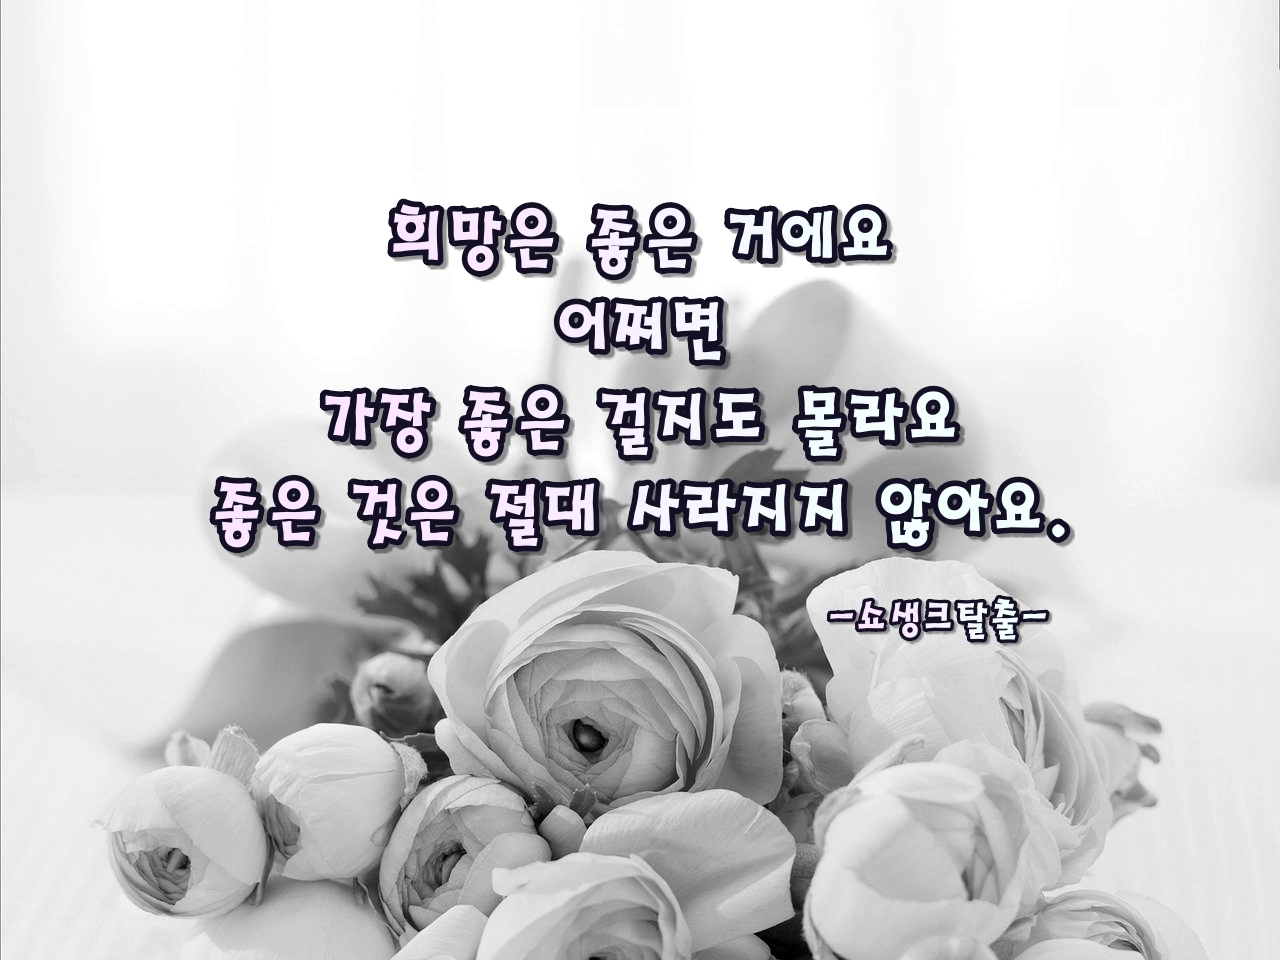 희망은 좋은 거에요
어쩌면
가장 좋은 걸지도 몰라요
좋은 것은 절대 사라지지 않아요.
-쇼생크탈출-